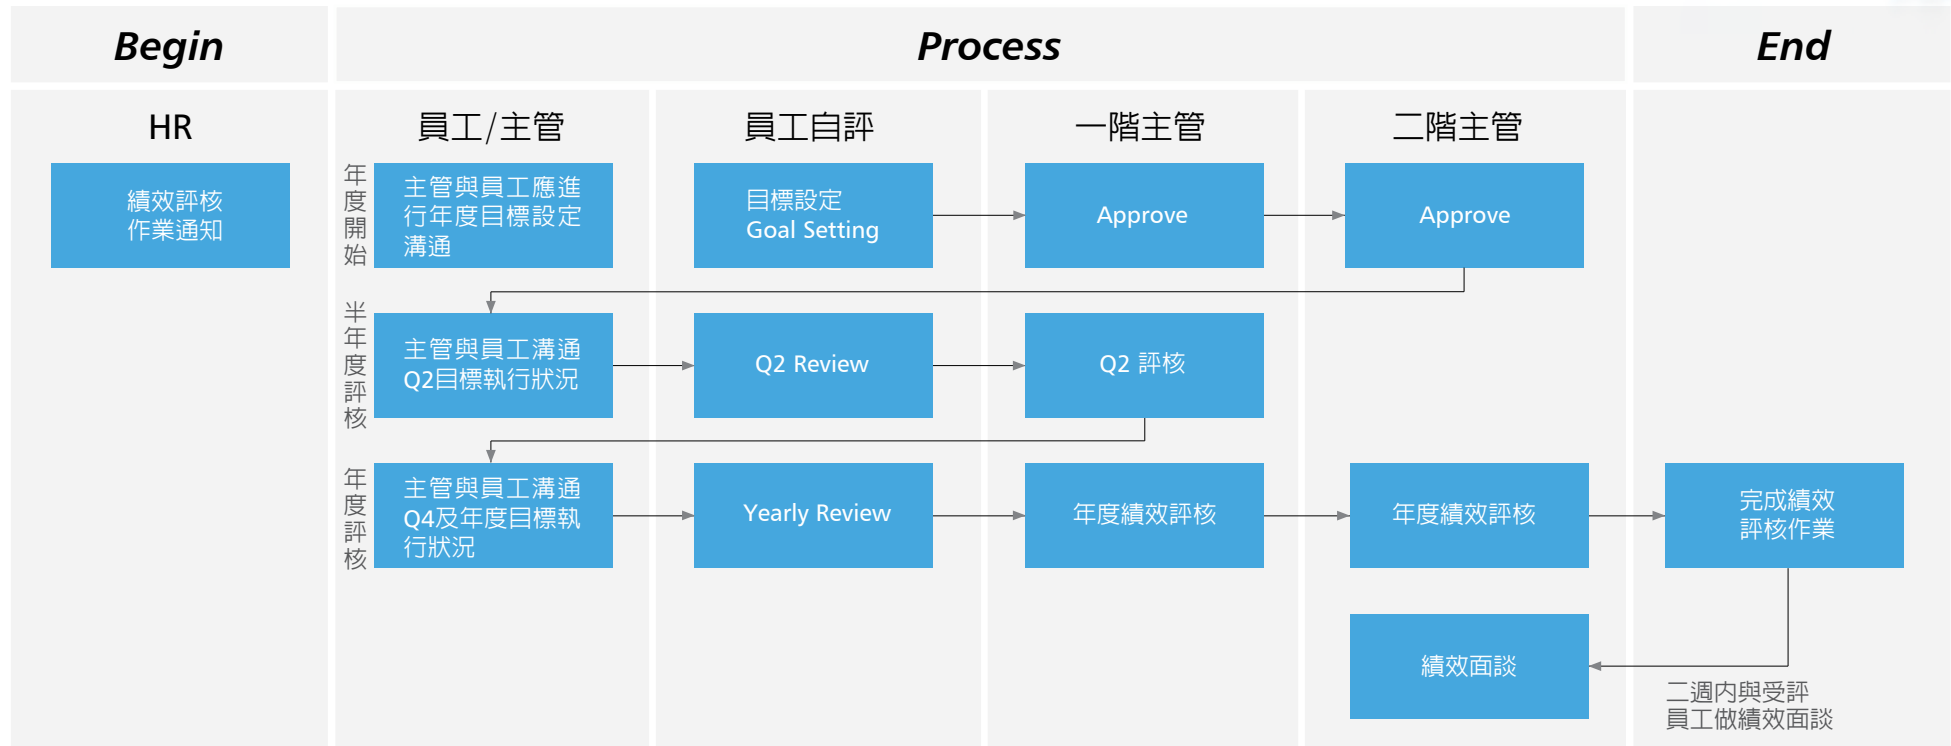 Begin
Process
End
HR
員工/主管
員工自評
一階主管
二階主管
績效評核
作業通知
年度開始
主管與員工應進
行年度目標設定
溝通
目標設定
Goal Setting
Approve
Approve
半年度評核
主管與員工溝通
Q2目標執行狀況
Q2 Review
Q2 評核
年度評核
主管與員工溝通
Q4及年度目標執
行狀況
Yearly Review
年度績效評核
年度績效評核
完成績效
評核作業
績效面談
二週內與受評
員工做績效面談